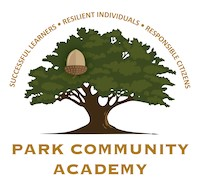 SUCCESSFUL LEARNERS • RESILIENT INDIVIDUALS • RESPONSIBLE CITIZENS
PARK COMMUNITY
ACADEMY